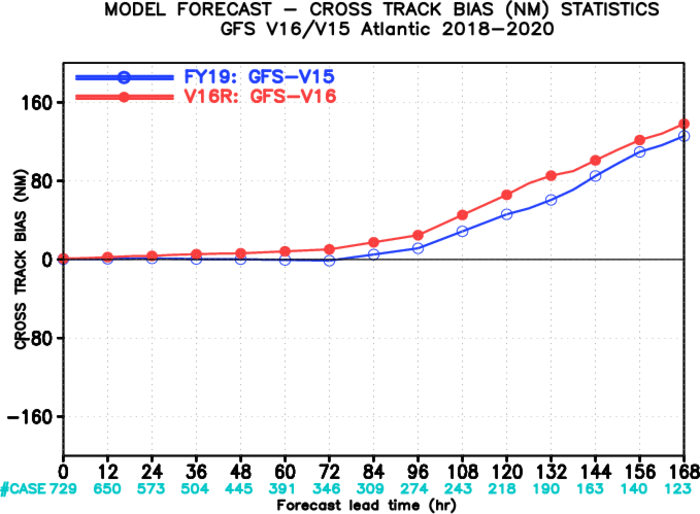 MODEL FORECAST – CROSS TRACK BIAS (NM) STATISTICS
GFS V16/V15 Atlantic 2018–2020
FY19: GFS–V15
V16R: GFS–V16
CROSS TRACK BIAS (NM)
160
80
0
–80
–160
0 12 24 36 48 60 72 84 96 108 120 132 144 156 168
#CASE 729 650 573 504 445 391 346 309 274 243 218 190 163 140 123
Forecast lead time (hr)